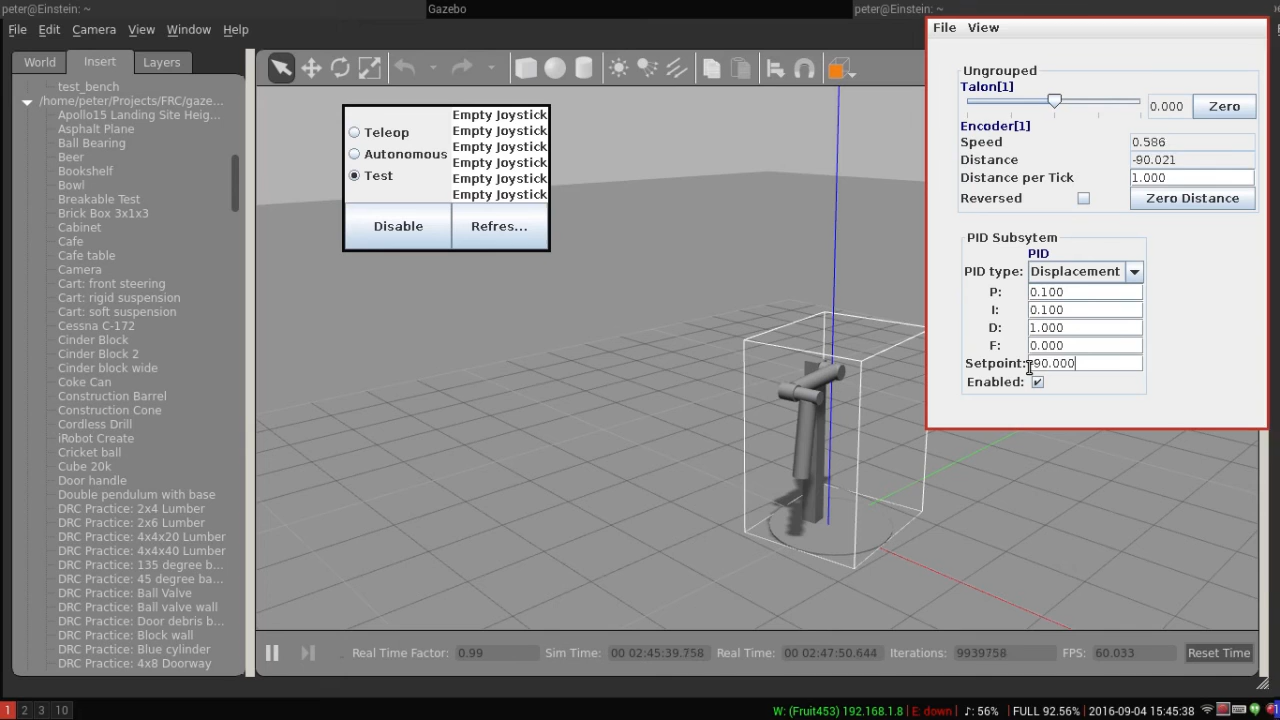 peter@Einstein: ~
Gazebo
peter@Einstein: ~
File Edit Camera View Window Help
World Insert Layers
test_bench
/home/peter/Projects/FRC/gaze...
Apollo15 Landing Site Heig...
Asphalt Plane
Ball Bearing
Beer
Bookshelf
Bowl
Breakable Test
Brick Box 3x1x3
Cabinet
Cafe
Cafe table
Camera
Cart: front steering
Cart: rigid suspension
Cart: soft suspension
Cessna C-172
Cinder Block
Cinder Block 2
Cinder block wide
Coke Can
Construction Barrel
Construction Cone
Cordless Drill
iRobot Create
Cricket ball
Cube 20k
Door handle
Double pendulum with base
DRC Practice: 2x4 Lumber
DRC Practice: 2x6 Lumber
DRC Practice: 4x4x20 Lumber
DRC Practice: 4x4x40 Lumber
DRC Practice: 135 degree b...
DRC Practice: 45 degree ba...
DRC Practice: Ball Valve
DRC Practice: Ball valve wall
DRC Practice: Door debris b...
DRC Practice: Block wall
DRC Practice: Blue cylinder
DRC Practice: 4x8 Doorway
Teleop
Autonomous
Test
Empty Joystick
Empty Joystick
Empty Joystick
Empty Joystick
Empty Joystick
Empty Joystick
Disable Refres...
File View
Ungrouped
Talon[1]
0.000 Zero
Encoder[1]
Speed 0.586
Distance -90.021
Distance per Tick 1.000
Reversed Zero Distance
PID Subsytem
PID
PID type: Displacement
P: 0.100
I: 0.100
D: 1.000
F: 0.000
Setpoint: 90.000
Enabled:
Real Time Factor: 0.99 Sim Time: 00 02:45:39.758 Real Time: 00 02:47:50.644 Iterations: 9939758 FPS: 60.033 Reset Time
1 2 3 10
W: (Fruit453) 192.168.1.8 | E: down | ♪: 56% | FULL 92.56% | 2016-09-04 15:45:38